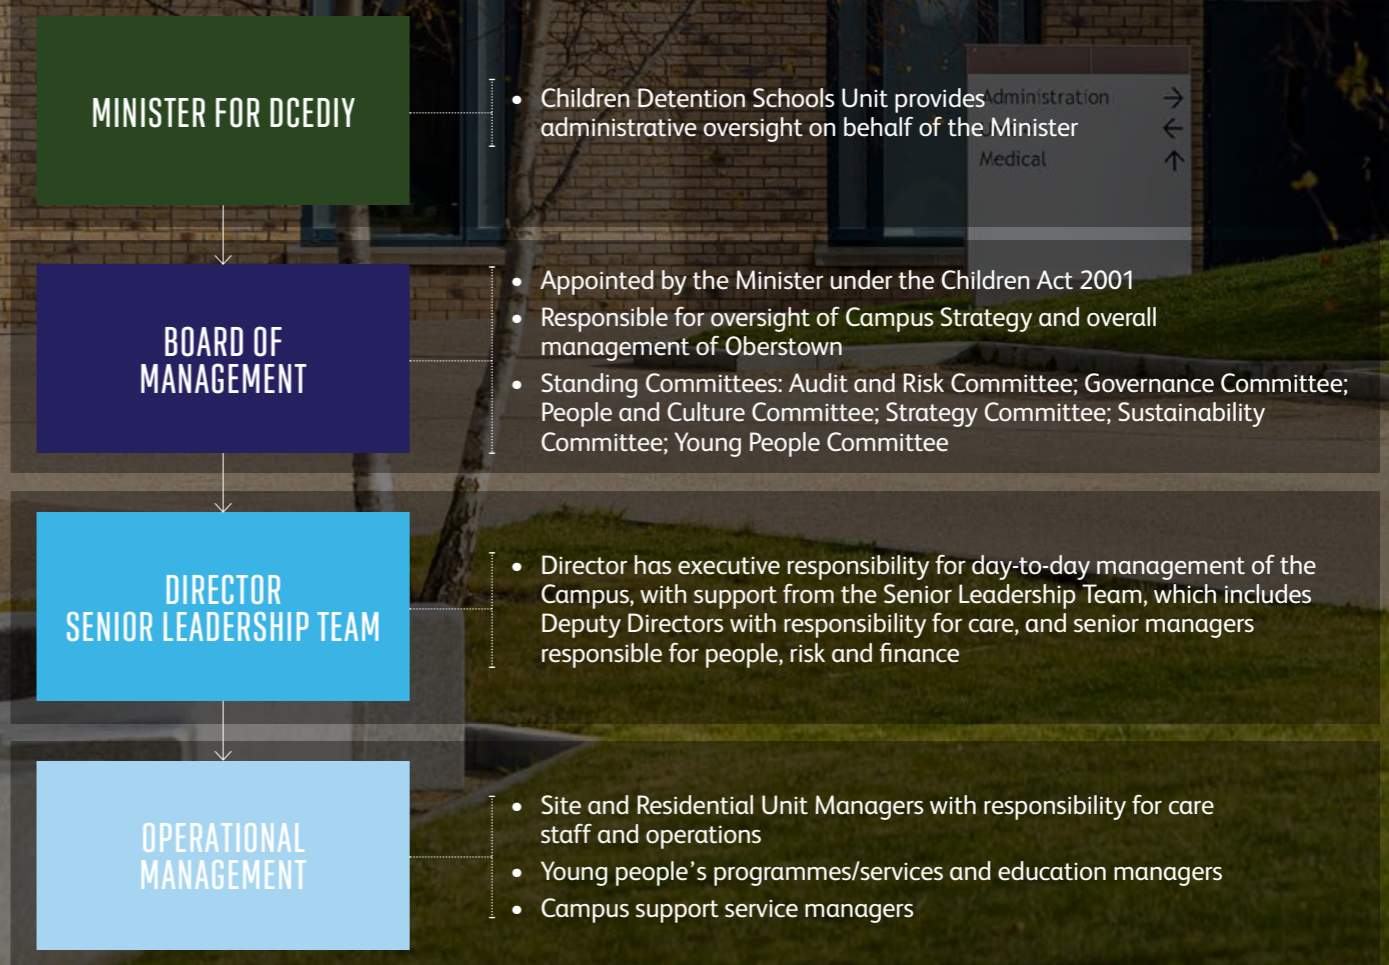 MINISTER FOR DCEDIY
• Children Detention Schools Unit provides
administrative oversight on behalf of the Minister
Administration →
←
Medical ↑
BOARD OF
MANAGEMENT
• Appointed by the Minister under the Children Act 2001
• Responsible for oversight of Campus Strategy and overall
management of Oberstown
• Standing Committees: Audit and Risk Committee; Governance Committee;
People and Culture Committee; Strategy Committee; Sustainability
Committee; Young People Committee
DIRECTOR
SENIOR LEADERSHIP TEAM
• Director has executive responsibility for day-to-day management of the
Campus, with support from the Senior Leadership Team, which includes
Deputy Directors with responsibility for care, and senior managers
responsible for people, risk and finance
OPERATIONAL
MANAGEMENT
• Site and Residential Unit Managers with responsibility for care
staff and operations
• Young people’s programmes/services and education managers
• Campus support service managers